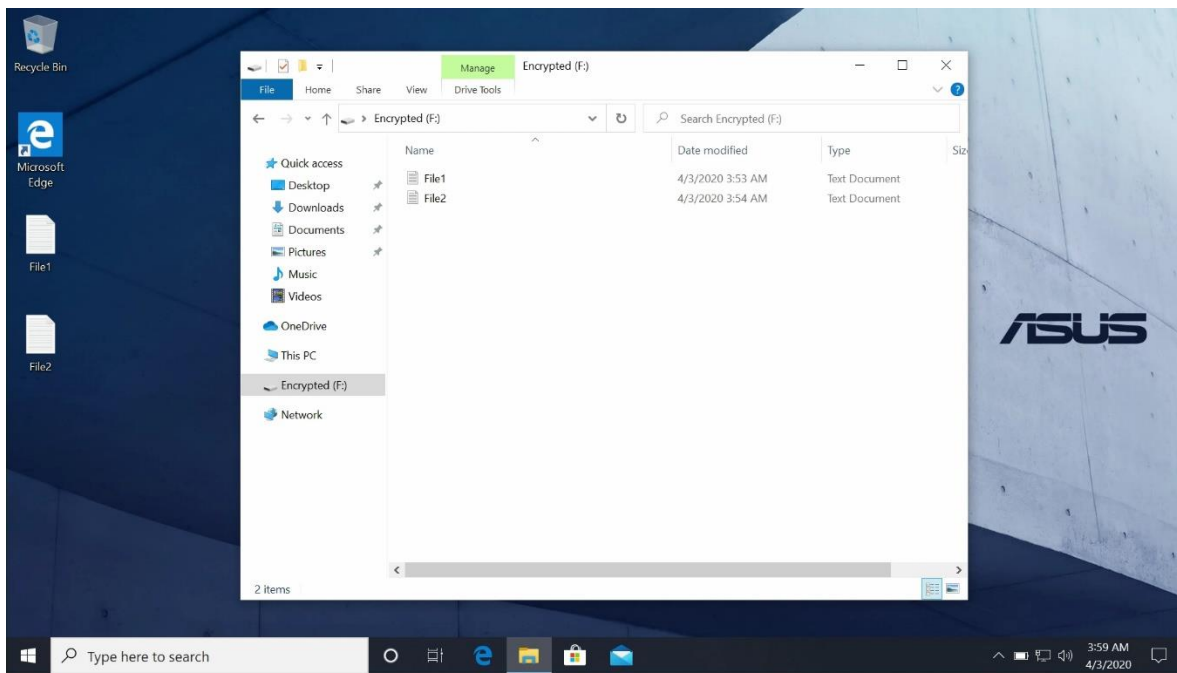 Recycle Bin
Microsoft
Edge
File1
File2
Manage
Encrypted (F:)
File
Home
Share
View
Drive Tools
Encrypted (F:)
Search Encrypted (F:)
Name
Date modified
Type
Quick access
Desktop
Downloads
Documents
Pictures
Music
Videos
OneDrive
This PC
Encrypted (F:)
Network
File1 4/3/2020 3:53 AM Text Document
File2 4/3/2020 3:54 AM Text Document
2 items
ASUS
Type here to search
3:59 AM
4/3/2020